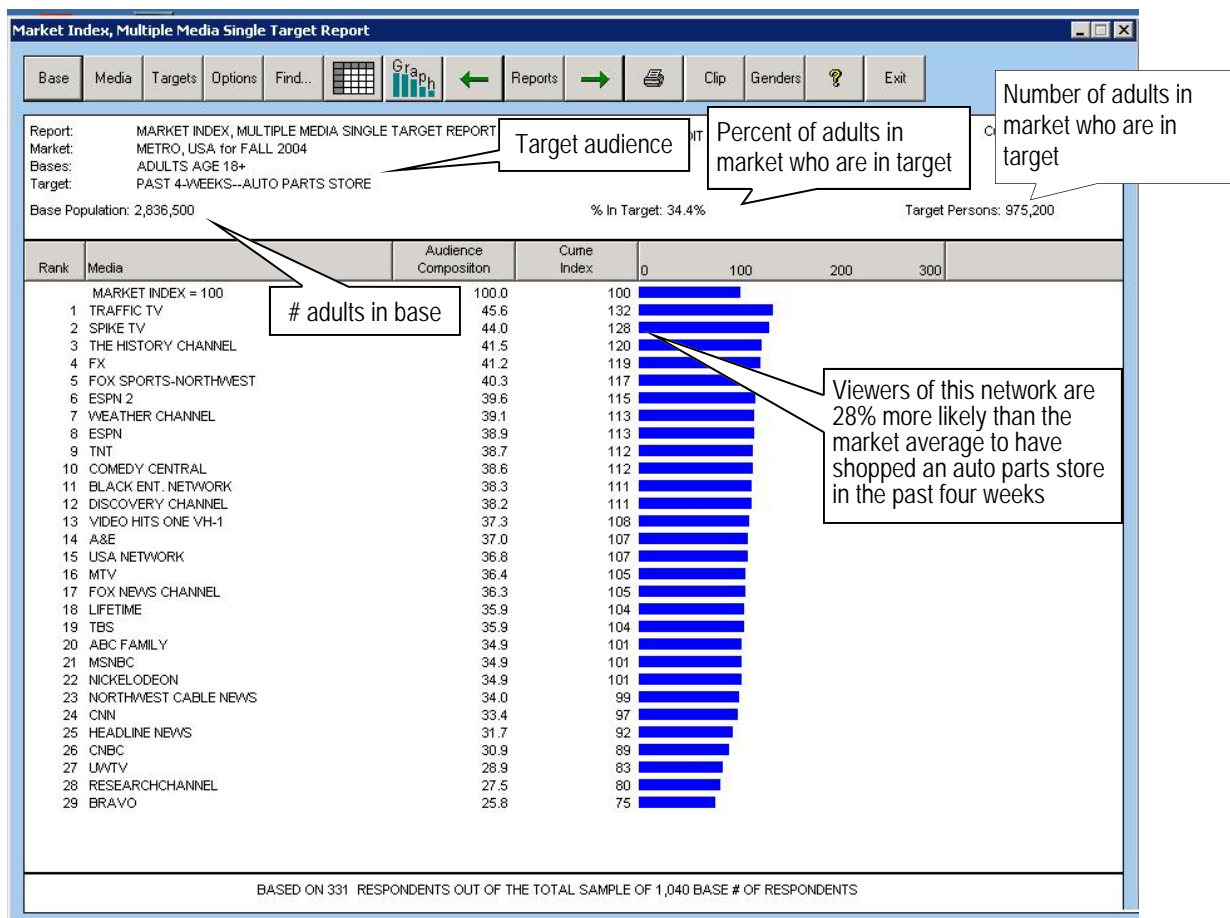 Market Index, Multiple Media Single Target Report
Base Media Targets Options Find... Graph Reports Clip Genders ? Exit
Number of adults in
market who are in
target
Report: MARKET INDEX, MULTIPLE MEDIA SINGLE TARGET REPORT
Market: METRO, USA for FALL 2004
Bases: ADULTS AGE 18+
Target: PAST 4-WEEKS--AUTO PARTS STORE
Target audience
Percent of adults in
market who are in target
Base Population: 2,836,500 % In Target: 34.4% Target Persons: 975,200
Rank Media Audience Compositon Cume Index 0 100 200 300
MARKET INDEX = 100 100.0 100
1 TRAFFIC TV 45.6 132
2 SPIKE TV 44.0 128
3 THE HISTORY CHANNEL 41.5 120
4 FX 41.2 119
5 FOX SPORTS-NORTHWEST 40.3 117
6 ESPN 2 39.6 115
7 WEATHER CHANNEL 39.1 113
8 ESPN 38.9 113
9 TNT 38.7 112
10 COMEDY CENTRAL 38.6 112
11 BLACK ENT. NETWORK 38.3 111
12 DISCOVERY CHANNEL 38.2 111
13 VIDEO HITS ONE VH-1 37.3 108
14 A&E 37.0 107
15 USA NETWORK 36.8 107
16 MTV 36.4 105
17 FOX NEWS CHANNEL 36.3 105
18 LIFETIME 35.9 104
19 TBS 35.9 104
20 ABC FAMILY 34.9 101
21 MSNBC 34.9 101
22 NICKELODEON 34.9 101
23 NORTHWEST CABLE NEWS 34.0 99
24 CNN 33.4 97
25 HEADLINE NEWS 31.7 92
26 CNBC 30.9 89
27 UWTV 28.9 83
28 RESEARCHCHANNEL 27.5 80
29 BRAVO 25.8 75
# adults in base
Viewers of this network are
28% more likely than the
market average to have
shopped an auto parts store
in the past four weeks
BASED ON 331 RESPONDENTS OUT OF THE TOTAL SAMPLE OF 1,040 BASE # OF RESPONDENTS